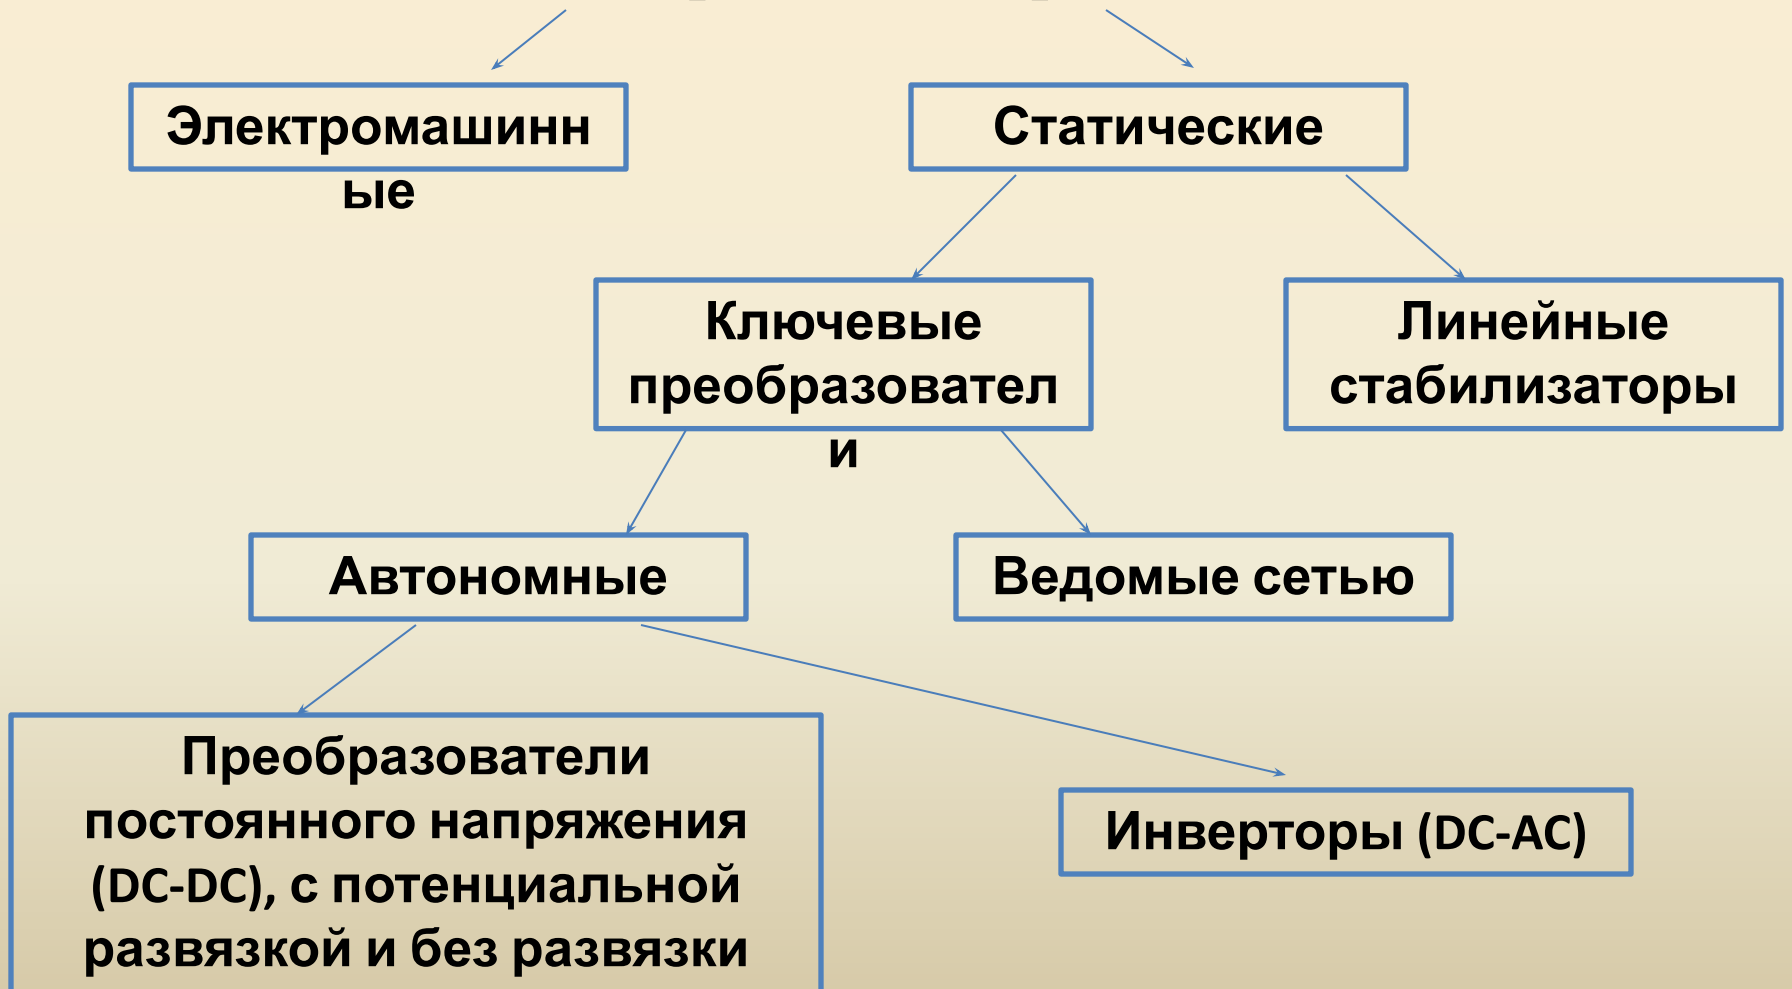 Электромашинн
ые
Статические
Ключевые
преобразовател
и
Линейные
стабилизаторы
Автономные
Ведомые сетью
Преобразователи
постоянного напряжения
(DC-DC), с потенциальной
развязкой и без развязки
Инверторы (DC-AC)